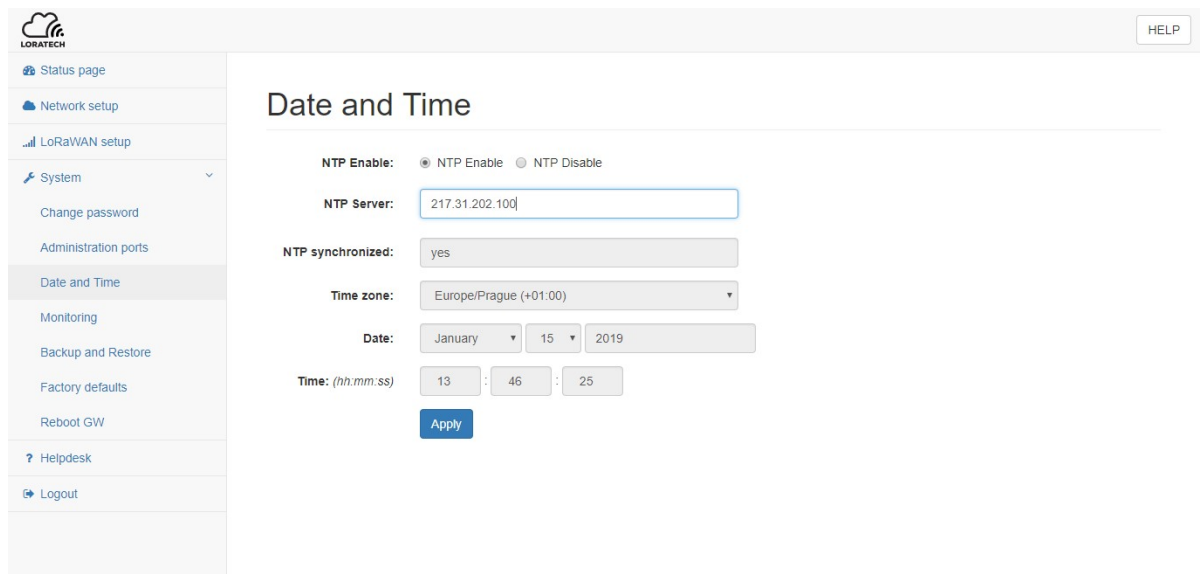 LORATECH
HELP
Status page
Network setup
LoRaWAN setup
System
Change password
Administration ports
Date and Time
Monitoring
Backup and Restore
Factory defaults
Reboot GW
? Helpdesk
Logout
Date and Time
NTP Enable: NTP Enable NTP Disable
NTP Server: 217.31.202.100
NTP synchronized: yes
Time zone: Europe/Prague (+01:00)
Date: January 15 2019
Time: (hh:mm:ss) 13 : 46 : 25
Apply